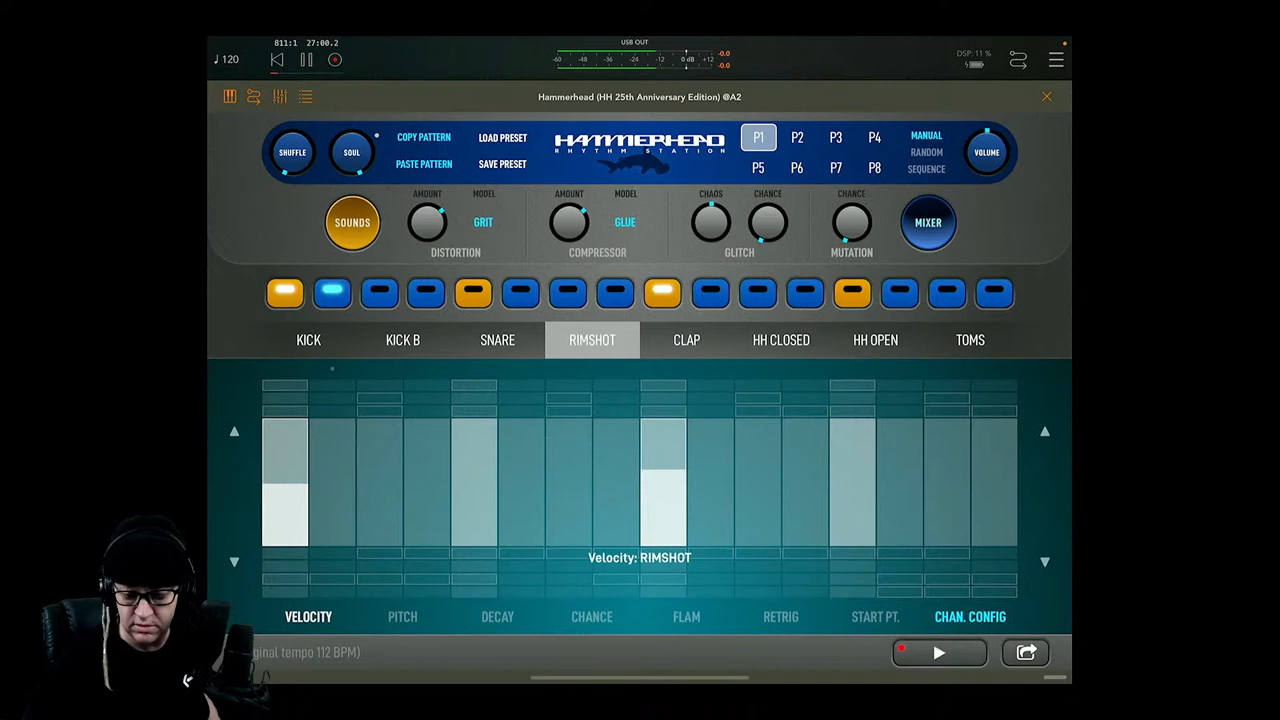 811:1 27:00.2
USB OUT
♩ 120
-60 -48 -36 -24 -12 0 dB +12
-0.0
-0.0
DSP: 11 %
Hammerhead (HH 25th Anniversary Edition) @A2
SHUFFLE
SOUL
COPY PATTERN
LOAD PRESET
PASTE PATTERN
SAVE PRESET
HAMMERHEAD
RHYTHM STATION
P1 P2 P3 P4
P5 P6 P7 P8
MANUAL
RANDOM
SEQUENCE
VOLUME
AMOUNT MODEL AMOUNT MODEL CHAOS CHANCE CHANCE
SOUNDS GRIT GLUE MIXER
DISTORTION COMPRESSOR GLITCH MUTATION
KICK KICK B SNARE RIMSHOT CLAP HH CLOSED HH OPEN TOMS
Velocity: RIMSHOT
VELOCITY PITCH DECAY CHANCE FLAM RETRIG START PT. CHAN. CONFIG
ginal tempo 112 BPM)